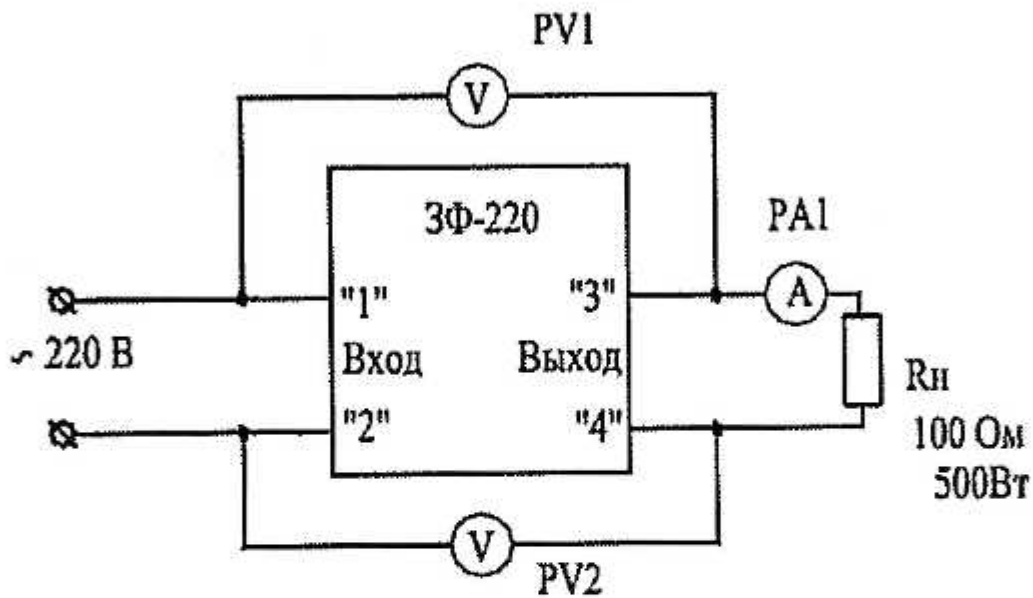 PV1
V
ЗФ-220
PA1
"1"
"3"
A
~ 220 В
Вход
Выход
Rн
"2"
"4"
100 Ом
500Вт
V
PV2